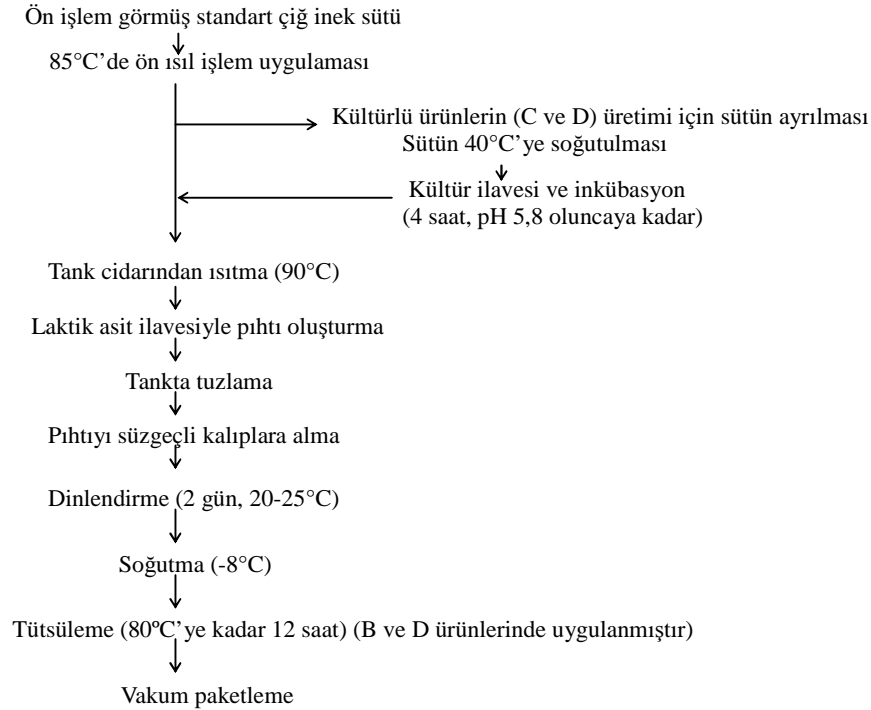 Ön işlem görmüş standart çiğ inek sütü
85°C’de ön ısıl işlem uygulaması
Kültürlü ürünlerin (C ve D) üretimi için sütün ayrılması
Sütün 40°C’ye soğutulması
Kültür ilavesi ve inkübasyon
(4 saat, pH 5,8 oluncaya kadar)
Tank cidarından ısıtma (90°C)
Laktik asit ilavesiyle pıhtı oluşturma
Tankta tuzlama
Pıhtıyı süzgeçli kalıplara alma
Dinlendirme (2 gün, 20-25°C)
Soğutma (-8°C)
Tütsüleme (80°C’ye kadar 12 saat) (B ve D ürünlerinde uygulanmıştır)
Vakum paketleme